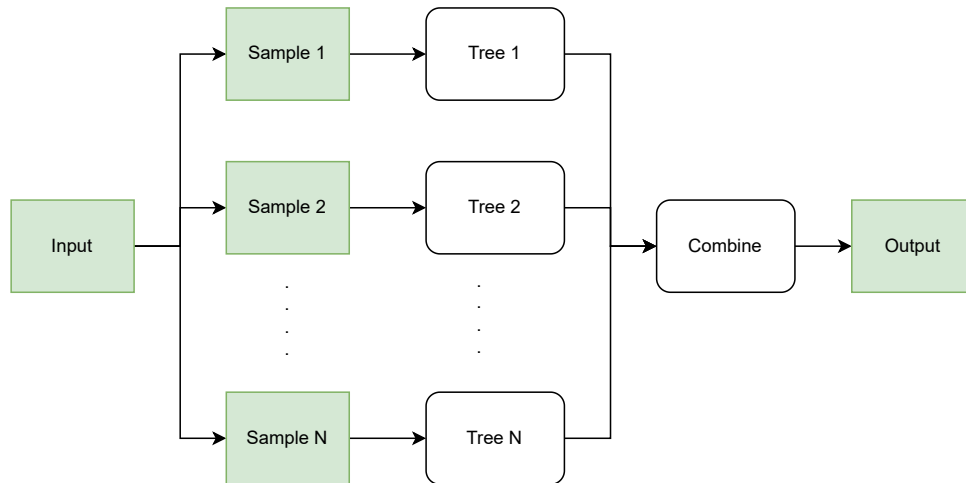 Sample 1
Tree 1
Sample 2
Tree 2
Input
Combine
Output
.
.
.
.
.
.
.
.
Sample N
Tree N